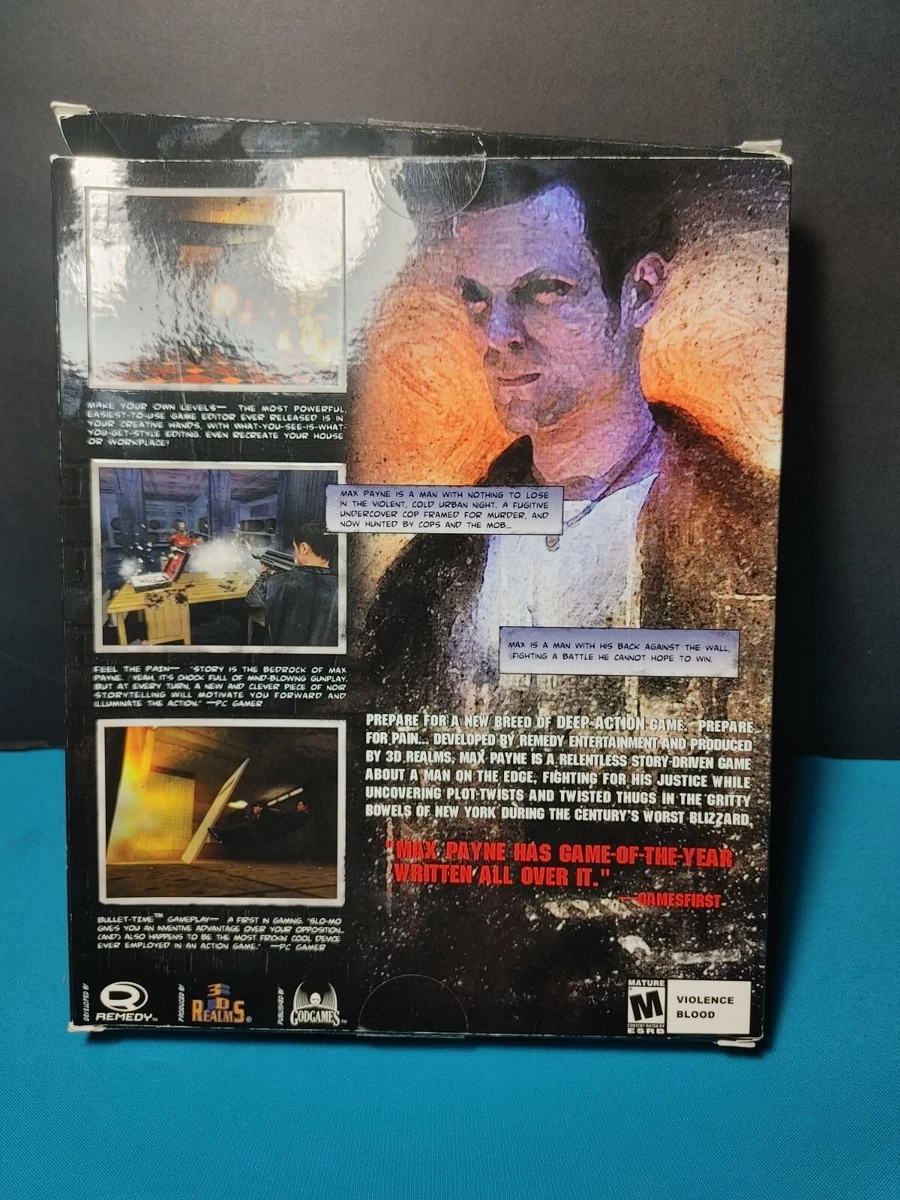 MAKE YOUR OWN LEVELS— THE MOST POWERFUL,
EASIEST-TO-USE GAME EDITOR EVER RELEASED IS IN
YOUR CREATIVE HANDS, WITH WHAT-YOU-SEE-IS-WHAT-
YOU-GET-STYLE EDITING. EVEN RECREATE YOUR HOUSE
OR WORKPLACE!
MAX PAYNE IS A MAN WITH NOTHING TO LOSE
IN THE VIOLENT, COLD URBAN NIGHT. A FUGITIVE
UNDERCOVER COP FRAMED FOR MURDER, AND
NOW HUNTED BY COPS AND THE MOB...
MAX IS A MAN WITH HIS BACK AGAINST THE WALL,
FIGHTING A BATTLE HE CANNOT HOPE TO WIN.
FEEL THE PAIN— "STORY IS THE BEDROCK OF MAX
PAYNE. YEAH, IT'S CHOCK FULL OF MIND-BLOWING GUNPLAY.
BUT AT EVERY TURN, A NEW AND CLEVER PIECE OF NOIR
STORYTELLING WILL MOTIVATE YOU FORWARD AND
ILLUMINATE THE ACTION." —PC GAMER
PREPARE FOR A NEW BREED OF DEEP-ACTION GAME. PREPARE
FOR PAIN... DEVELOPED BY REMEDY ENTERTAINMENT AND PRODUCED
BY 3D REALMS, MAX PAYNE IS A RELENTLESS STORY-DRIVEN GAME
ABOUT A MAN ON THE EDGE, FIGHTING FOR HIS JUSTICE WHILE
UNCOVERING PLOT-TWISTS AND TWISTED THUGS IN THE GRITTY
BOWELS OF NEW YORK DURING THE CENTURY'S WORST BLIZZARD.
"MAX PAYNE HAS GAME-OF-THE-YEAR
WRITTEN ALL OVER IT."
—GAMESFIRST
BULLET-TIME™ GAMEPLAY— A FIRST IN GAMING. "SLO-MO
GIVES YOU AN INVENTIVE ADVANTAGE OVER YOUR OPPOSITION...
(AND) ALSO HAPPENS TO BE THE MOST FRICKN' COOL DEVICE
EVER EMPLOYED IN AN ACTION GAME." —PC GAMER
DEVELOPED BY
REMEDY™
PRODUCED BY
3D REALMS®
PUBLISHED BY
GODGAMES™
MATURE
M
CONTENT RATED BY
ESRB
VIOLENCE
BLOOD